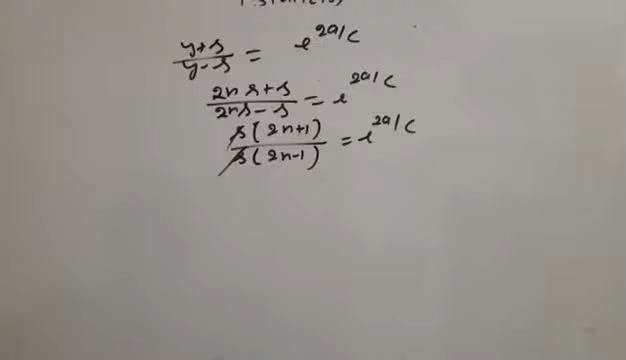 y+s/y-s = e^2a/c
2ns+s/2ns-s = e^2a/c
s(2n+1)/s(2n-1) = e^2a/c